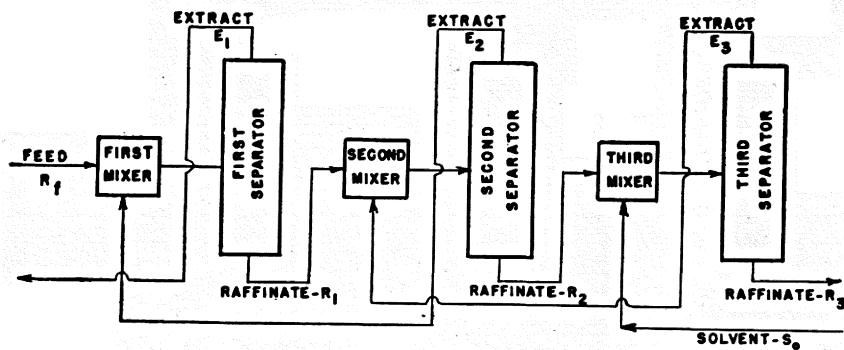 EXTRACT
E1
EXTRACT
E2
EXTRACT
E3
FEED
Rf
FIRST
MIXER
FIRST
SEPARATOR
SECOND
MIXER
SECOND
SEPARATOR
THIRD
MIXER
THIRD
SEPARATOR
RAFFINATE-R1
RAFFINATE-R2
RAFFINATE-R3
SOLVENT-So